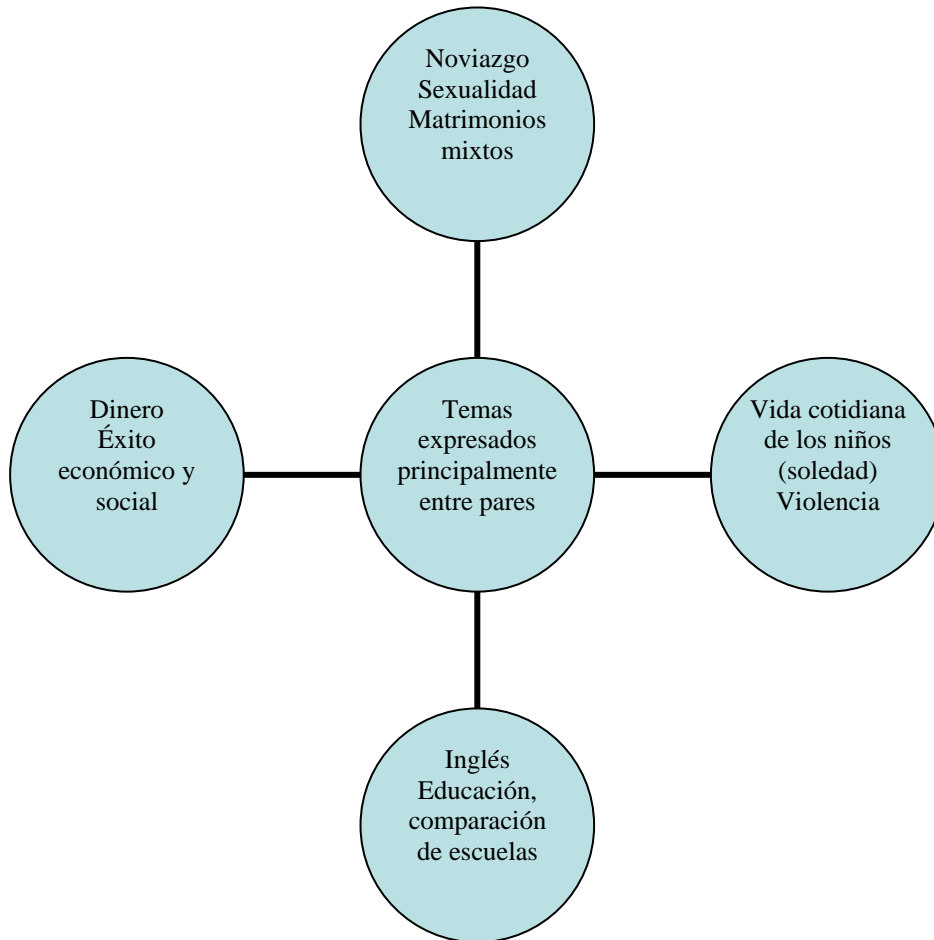 Noviazgo
Sexualidad
Matrimonios
mixtos
Dinero
Éxito
económico y
social
Temas
expresados
principalmente
entre pares
Vida cotidiana
de los niños
(soledad)
Violencia
Inglés
Educación,
comparación
de escuelas